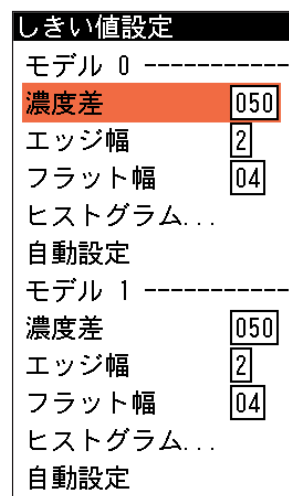 しきい値設定
モデル 0 -----------
濃度差 050
エッジ幅 2
フラット幅 04
ヒストグラム...
自動設定
モデル 1 -----------
濃度差 050
エッジ幅 2
フラット幅 04
ヒストグラム...
自動設定